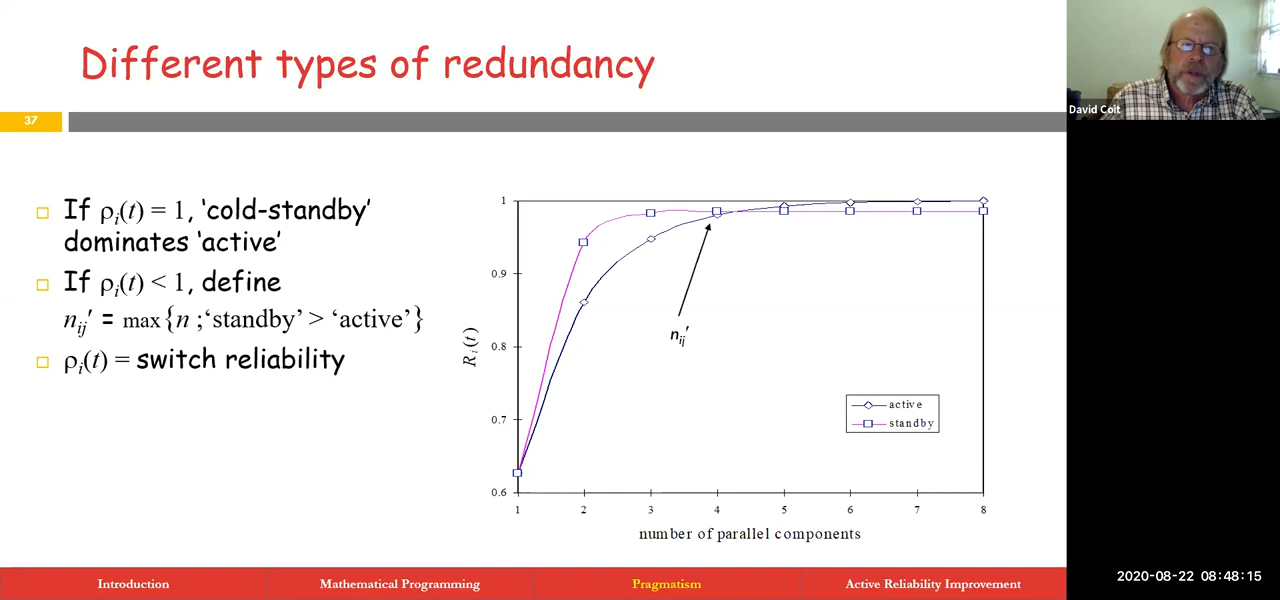 Different types of redundancy
37
David Coit
If ρi(t) = 1, ‘cold-standby’
dominates ‘active’
If ρi(t) < 1, define
nij′ = max{n ;‘standby’ > ‘active’}
ρi(t) = switch reliability
1
0.9
0.8
0.7
0.6
Ri(t)
nij′
active
standby
1 2 3 4 5 6 7 8
number of parallel components
Introduction
Mathematical Programming
Pragmatism
Active Reliability Improvement
2020-08-22 08:48:15